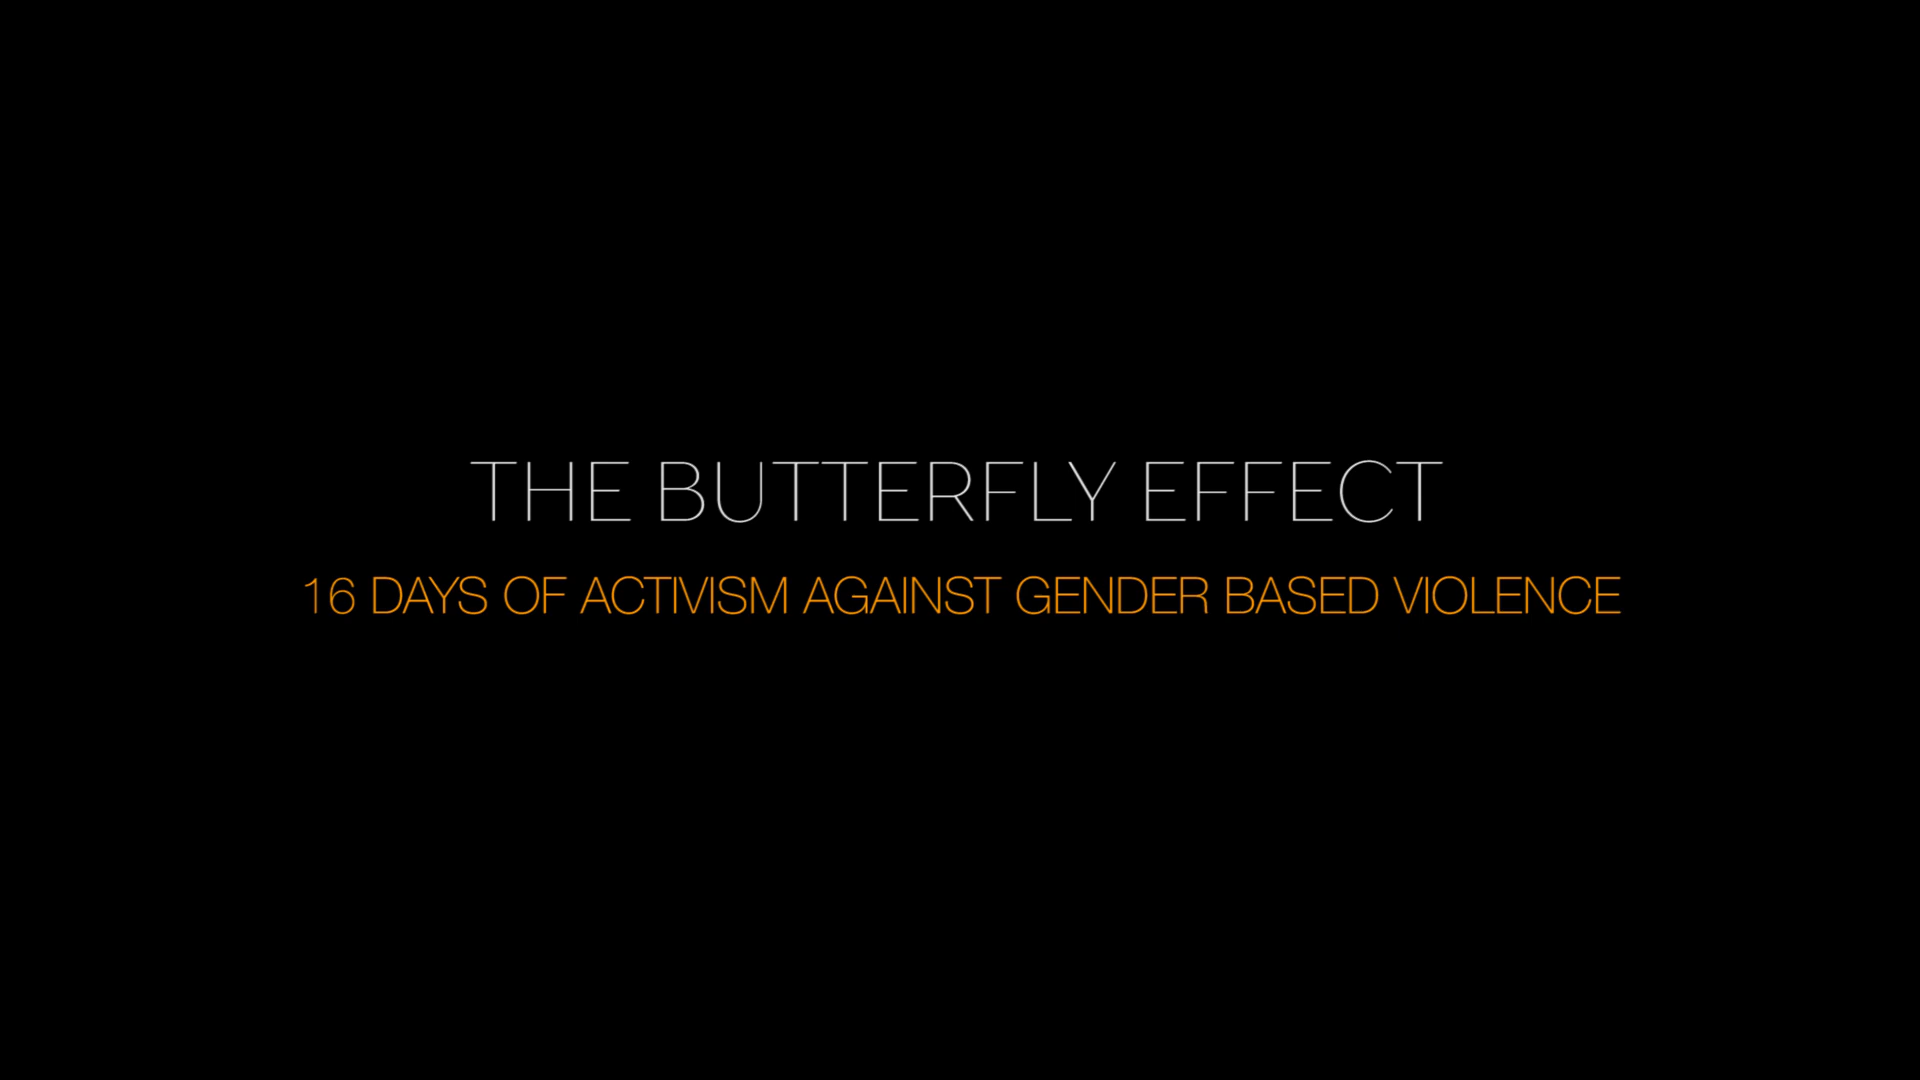 THE BUTTERFLY EFFECT
16 DAYS OF ACTIVISM AGAINST GENDER BASED VIOLENCE